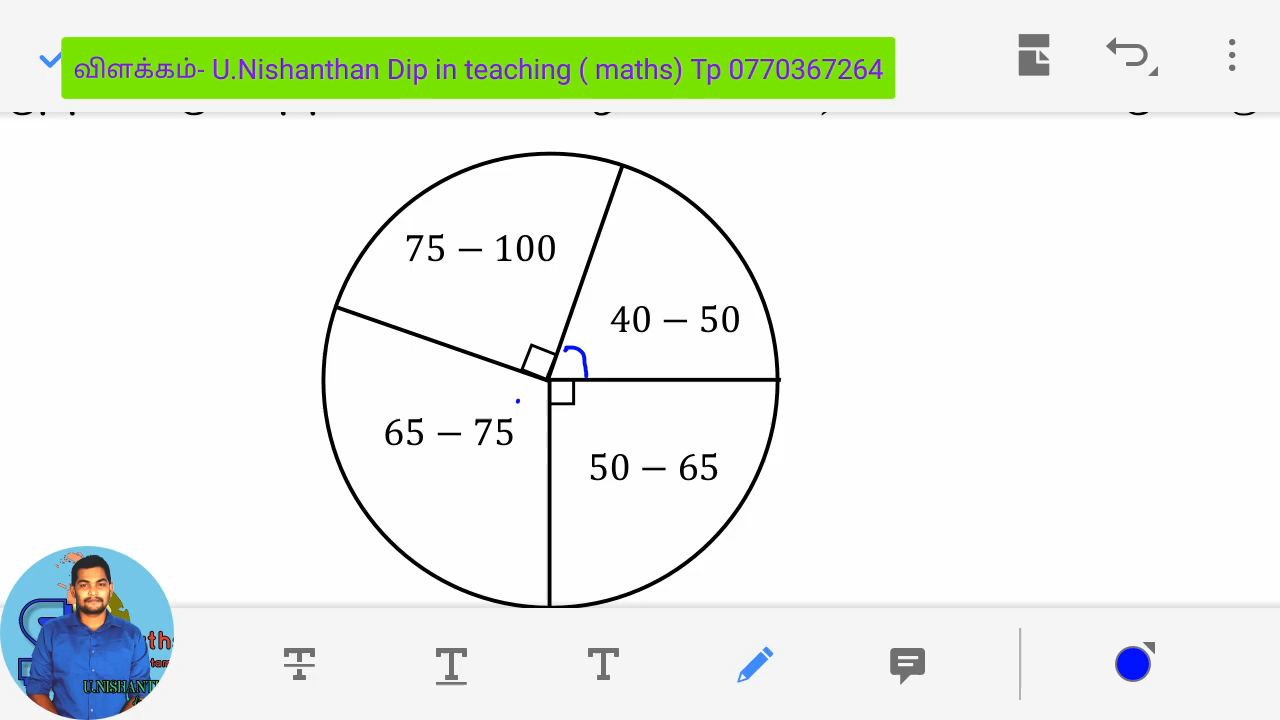 விளக்கம்- U.Nishanthan Dip in teaching ( maths) Tp 0770367264
75 – 100
40 – 50
65 – 75
50 – 65
U.NISHANT